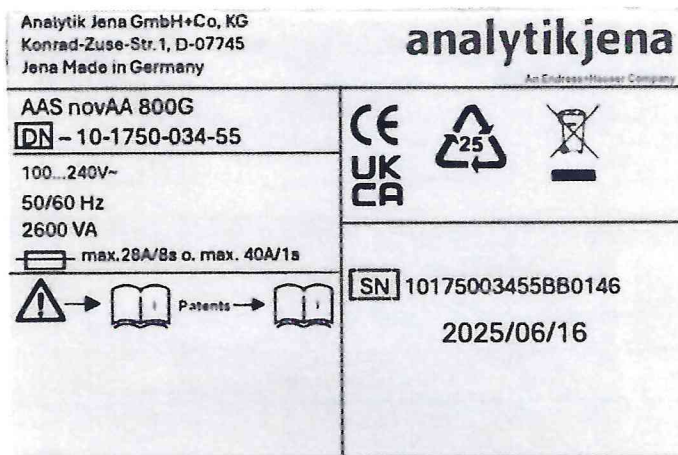 Analytik Jena GmbH+Co, KG
Konrad-Zuse-Str.1, D-07745
Jena Made in Germany
analytikjena
An Endress+Hauser Company
AAS novAA 800G
DN – 10-1750-034-55
100...240V~
50/60 Hz
2600 VA
max.28A/8s o. max. 40A/1s
Patents
CE
UK
CA
25
SN 10175003455BB0146
2025/06/16